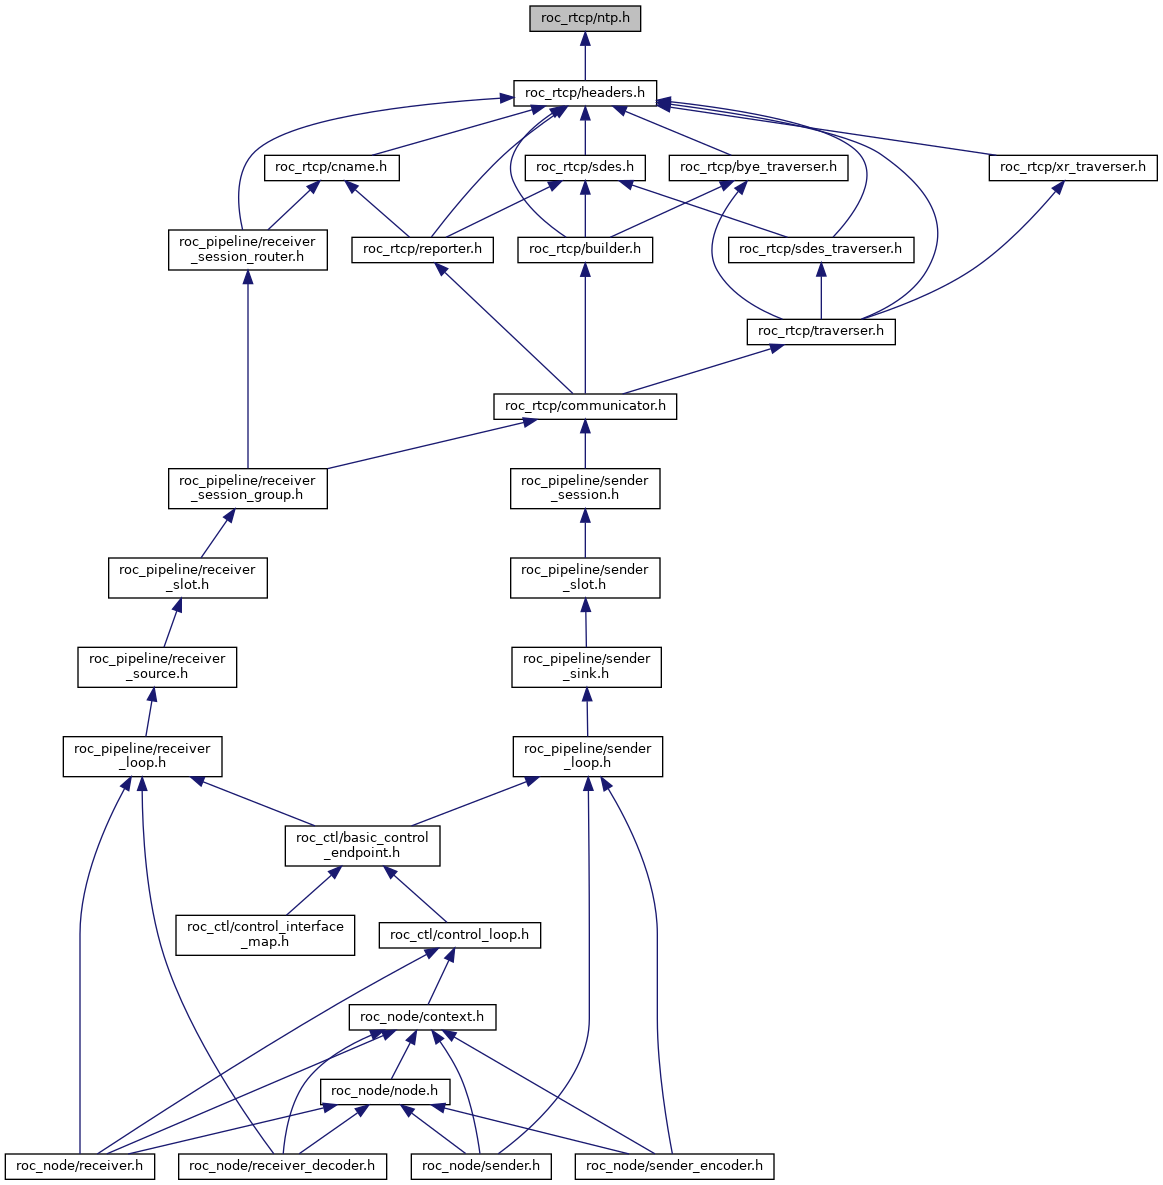 roc_rtcp/ntp.h
roc_rtcp/headers.h
roc_rtcp/cname.h
roc_rtcp/sdes.h
roc_rtcp/bye_traverser.h
roc_rtcp/xr_traverser.h
roc_pipeline/receiver
_session_router.h
roc_rtcp/reporter.h
roc_rtcp/builder.h
roc_rtcp/sdes_traverser.h
roc_rtcp/traverser.h
roc_rtcp/communicator.h
roc_pipeline/receiver
_session_group.h
roc_pipeline/sender
_session.h
roc_pipeline/receiver
_slot.h
roc_pipeline/sender
_slot.h
roc_pipeline/receiver
_source.h
roc_pipeline/sender
_sink.h
roc_pipeline/receiver
_loop.h
roc_pipeline/sender
_loop.h
roc_ctl/basic_control
_endpoint.h
roc_ctl/control_interface
_map.h
roc_ctl/control_loop.h
roc_node/context.h
roc_node/node.h
roc_node/receiver.h
roc_node/receiver_decoder.h
roc_node/sender.h
roc_node/sender_encoder.h